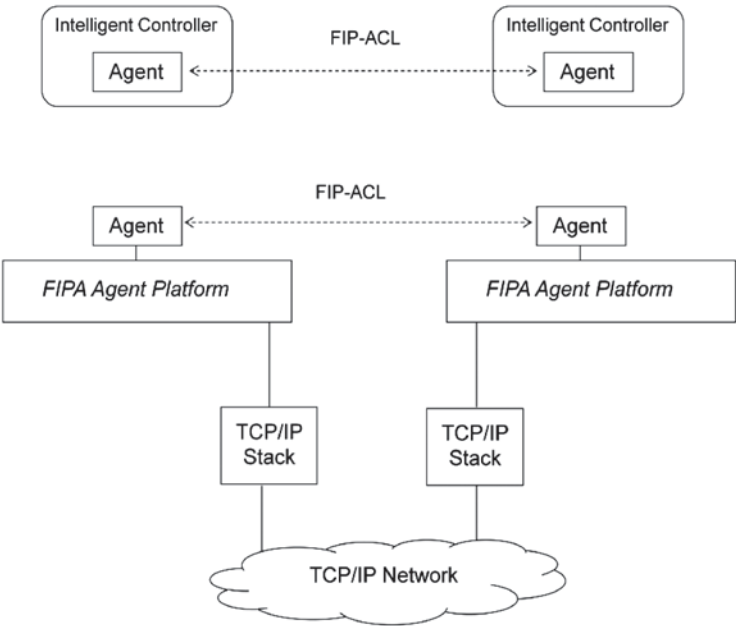 Intelligent Controller
FIP-ACL
Intelligent Controller
Agent
Agent
FIP-ACL
Agent
Agent
FIPA Agent Platform
FIPA Agent Platform
TCP/IP
Stack
TCP/IP
Stack
TCP/IP Network